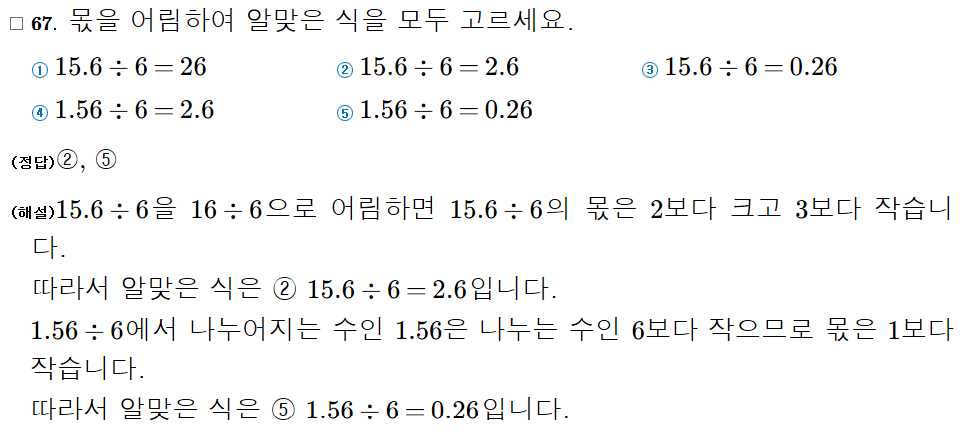 □ 67. 몫을 어림하여 알맞은 식을 모두 고르세요.
① 15.6÷6=26 ② 15.6÷6=2.6 ③ 15.6÷6=0.26
④ 1.56÷6=2.6 ⑤ 1.56÷6=0.26
(정답)②, ⑤
(해설)15.6÷6을 16÷6으로 어림하면 15.6÷6의 몫은 2보다 크고 3보다 작습니
다.
따라서 알맞은 식은 ② 15.6÷6=2.6입니다.
1.56÷6에서 나누어지는 수인 1.56은 나누는 수인 6보다 작으므로 몫은 1보다
작습니다.
따라서 알맞은 식은 ⑤ 1.56÷6=0.26입니다.